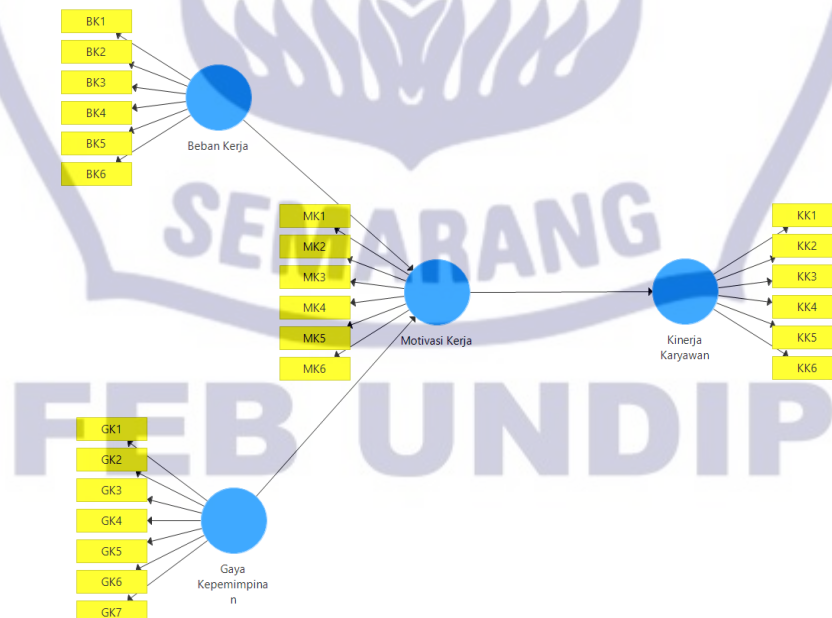 BK1
BK2
BK3
BK4
BK5
BK6
Beban Kerja
SEMARANG
MK1
MK2
MK3
MK4
MK5
MK6
Motivasi Kerja
KK1
KK2
KK3
KK4
KK5
KK6
Kinerja
Karyawan
FEB UNDIP
GK1
GK2
GK3
GK4
GK5
GK6
GK7
Gaya
Kepemimpina
n